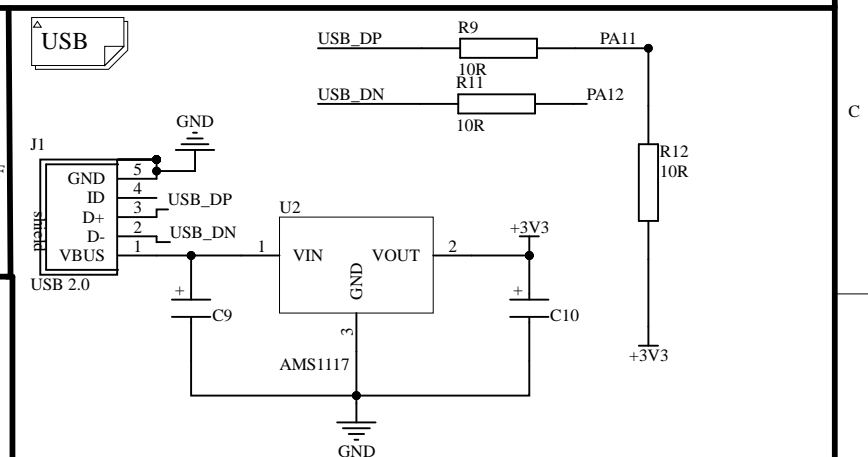 USB
USB_DP
R9
10R
PA11
USB_DN
R11
10R
PA12
C
R12
10R
+3V3
GND
J1
GND 5
ID 4
D+ 3 USB_DP
D- 2 USB_DN
VBUS 1
shield
USB 2.0
U2
1 VIN VOUT 2
GND
3
AMS1117
+3V3
+ C9
+ C10
GND